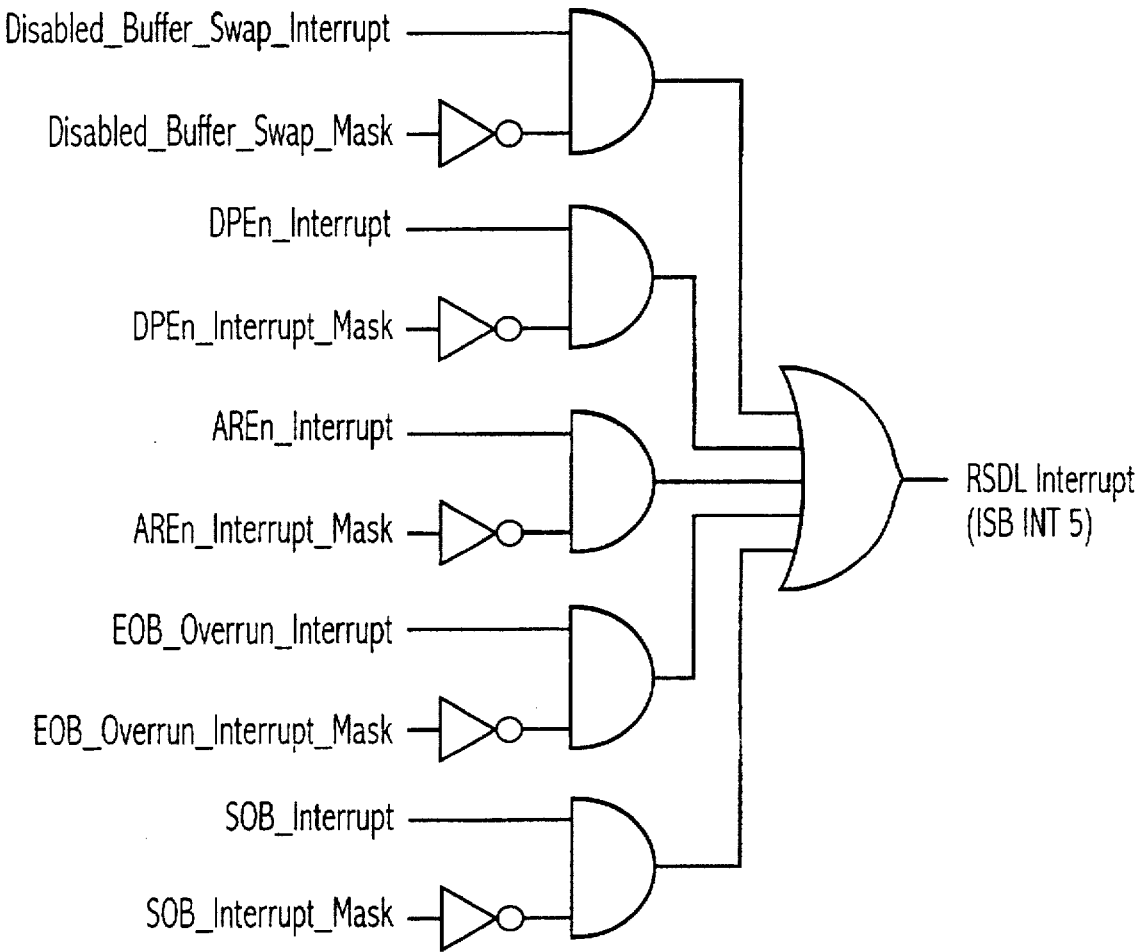 Disabled_Buffer_Swap_Interrupt
Disabled_Buffer_Swap_Mask
DPEn_Interrupt
DPEn_Interrupt_Mask
AREn_Interrupt
AREn_Interrupt_Mask
EOB_Overrun_Interrupt
EOB_Overrun_Interrupt_Mask
SOB_Interrupt
SOB_Interrupt_Mask
RSDL Interrupt
(ISB INT 5)